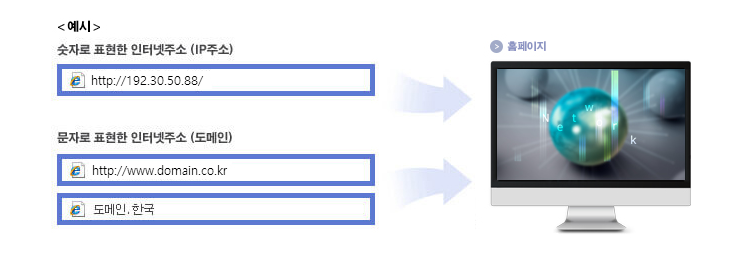 < 예시 >
숫자로 표현한 인터넷주소 (IP주소)
http://192.30.50.88/
문자로 표현한 인터넷주소 (도메인)
http://www.domain.co.kr
도메인.한국
홈페이지
Network